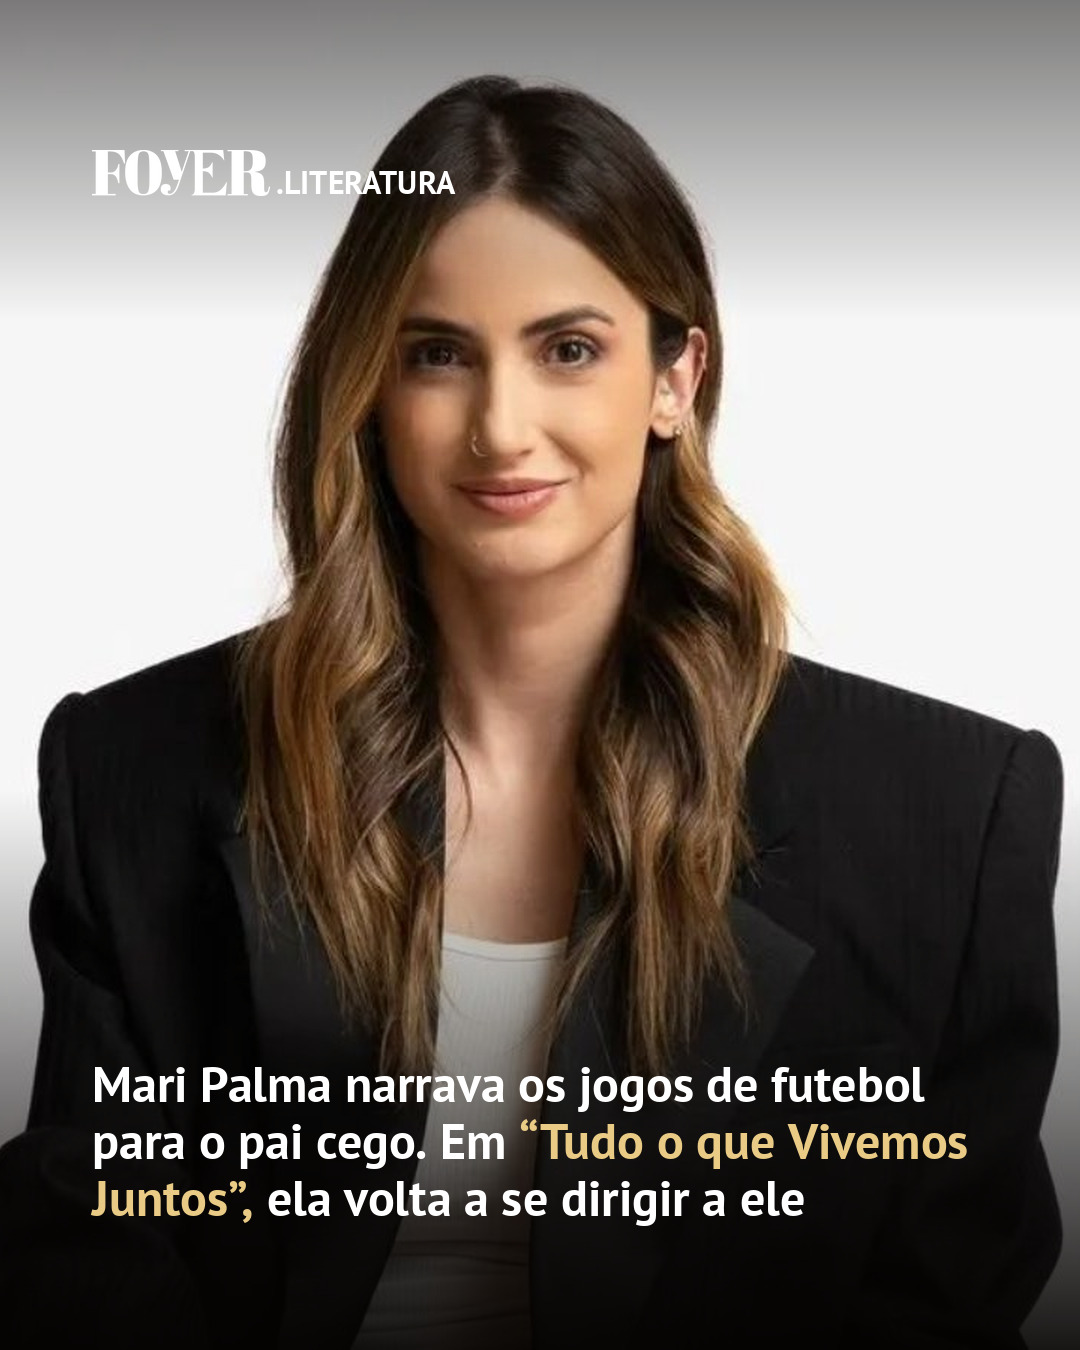 FOYER.LITERATURA
Mari Palma narrava os jogos de futebol
para o pai cego. Em “Tudo o que Vivemos
Juntos”, ela volta a se dirigir a ele